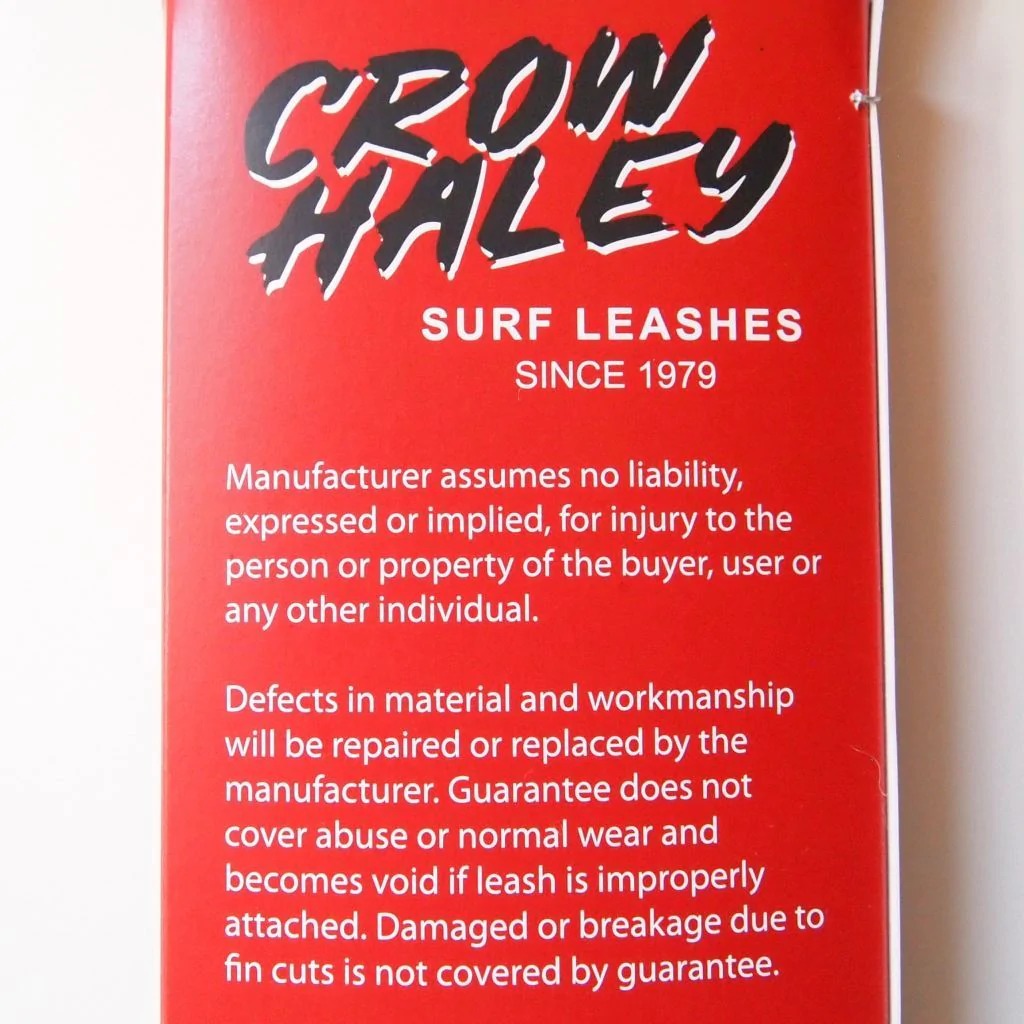 CROW
HALEY
SURF LEASHES
SINCE 1979
Manufacturer assumes no liability,
expressed or implied, for injury to the
person or property of the buyer, user or
any other individual.
Defects in material and workmanship
will be repaired or replaced by the
manufacturer. Guarantee does not
cover abuse or normal wear and
becomes void if leash is improperly
attached. Damaged or breakage due to
fin cuts is not covered by guarantee.